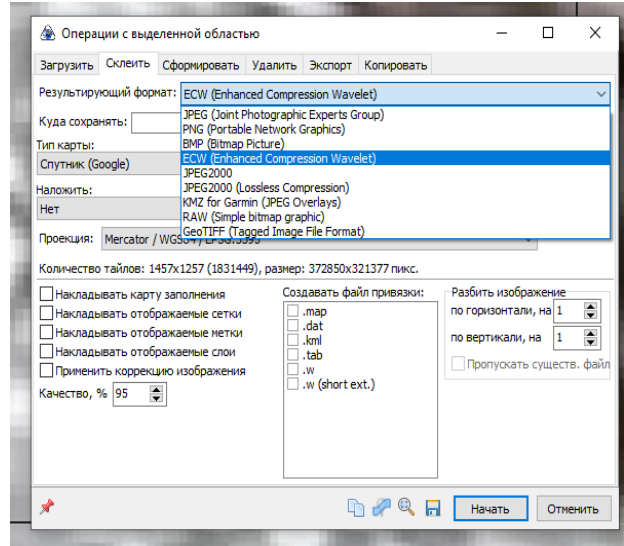 Операции с выделенной областью
Загрузить Склеить Сформировать Удалить Экспорт Копировать
Результирующий формат: ECW (Enhanced Compression Wavelet)
JPEG (Joint Photographic Experts Group)
Куда сохранять:
PNG (Portable Network Graphics)
BMP (Bitmap Picture)
Тип карты:
ECW (Enhanced Compression Wavelet)
Спутник (Google)
JPEG2000
JPEG2000 (Lossless Compression)
Наложить:
KMZ for Garmin (JPEG Overlays)
Нет
RAW (Simple bitmap graphic)
GeoTIFF (Tagged Image File Format)
Проекция: Mercator / WGS84 / EPSG:3395
Количество тайлов: 1457x1257 (1831449), размер: 372850x321377 пикс.
Накладывать карту заполнения
Накладывать отображаемые сетки
Накладывать отображаемые метки
Накладывать отображаемые слои
Применить коррекцию изображения
Качество, % 95
Создавать файл привязки:
.map
.dat
.kml
.tab
.w
.w (short ext.)
Разбить изображение
по горизонтали, на 1
по вертикали, на 1
Пропускать существ. файл
Начать Отменить